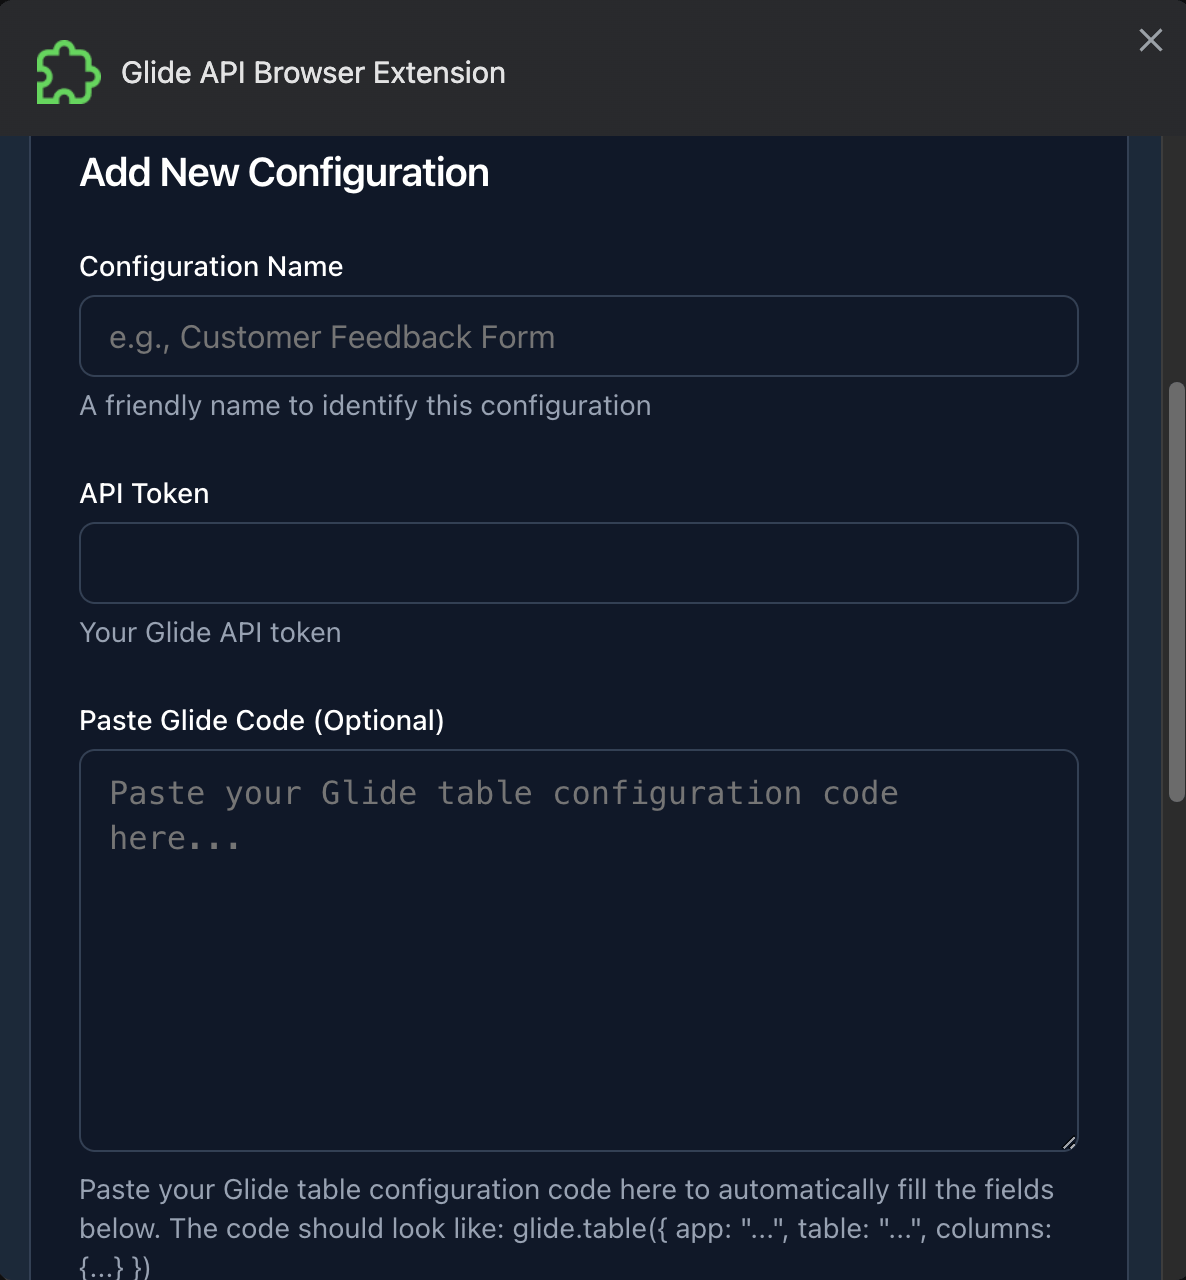 Glide API Browser Extension
Add New Configuration
Configuration Name
e.g., Customer Feedback Form
A friendly name to identify this configuration
API Token
Your Glide API token
Paste Glide Code (Optional)
Paste your Glide table configuration code
here...
Paste your Glide table configuration code here to automatically fill the fields
below. The code should look like: glide.table({ app: "...", table: "...", columns:
{...} })